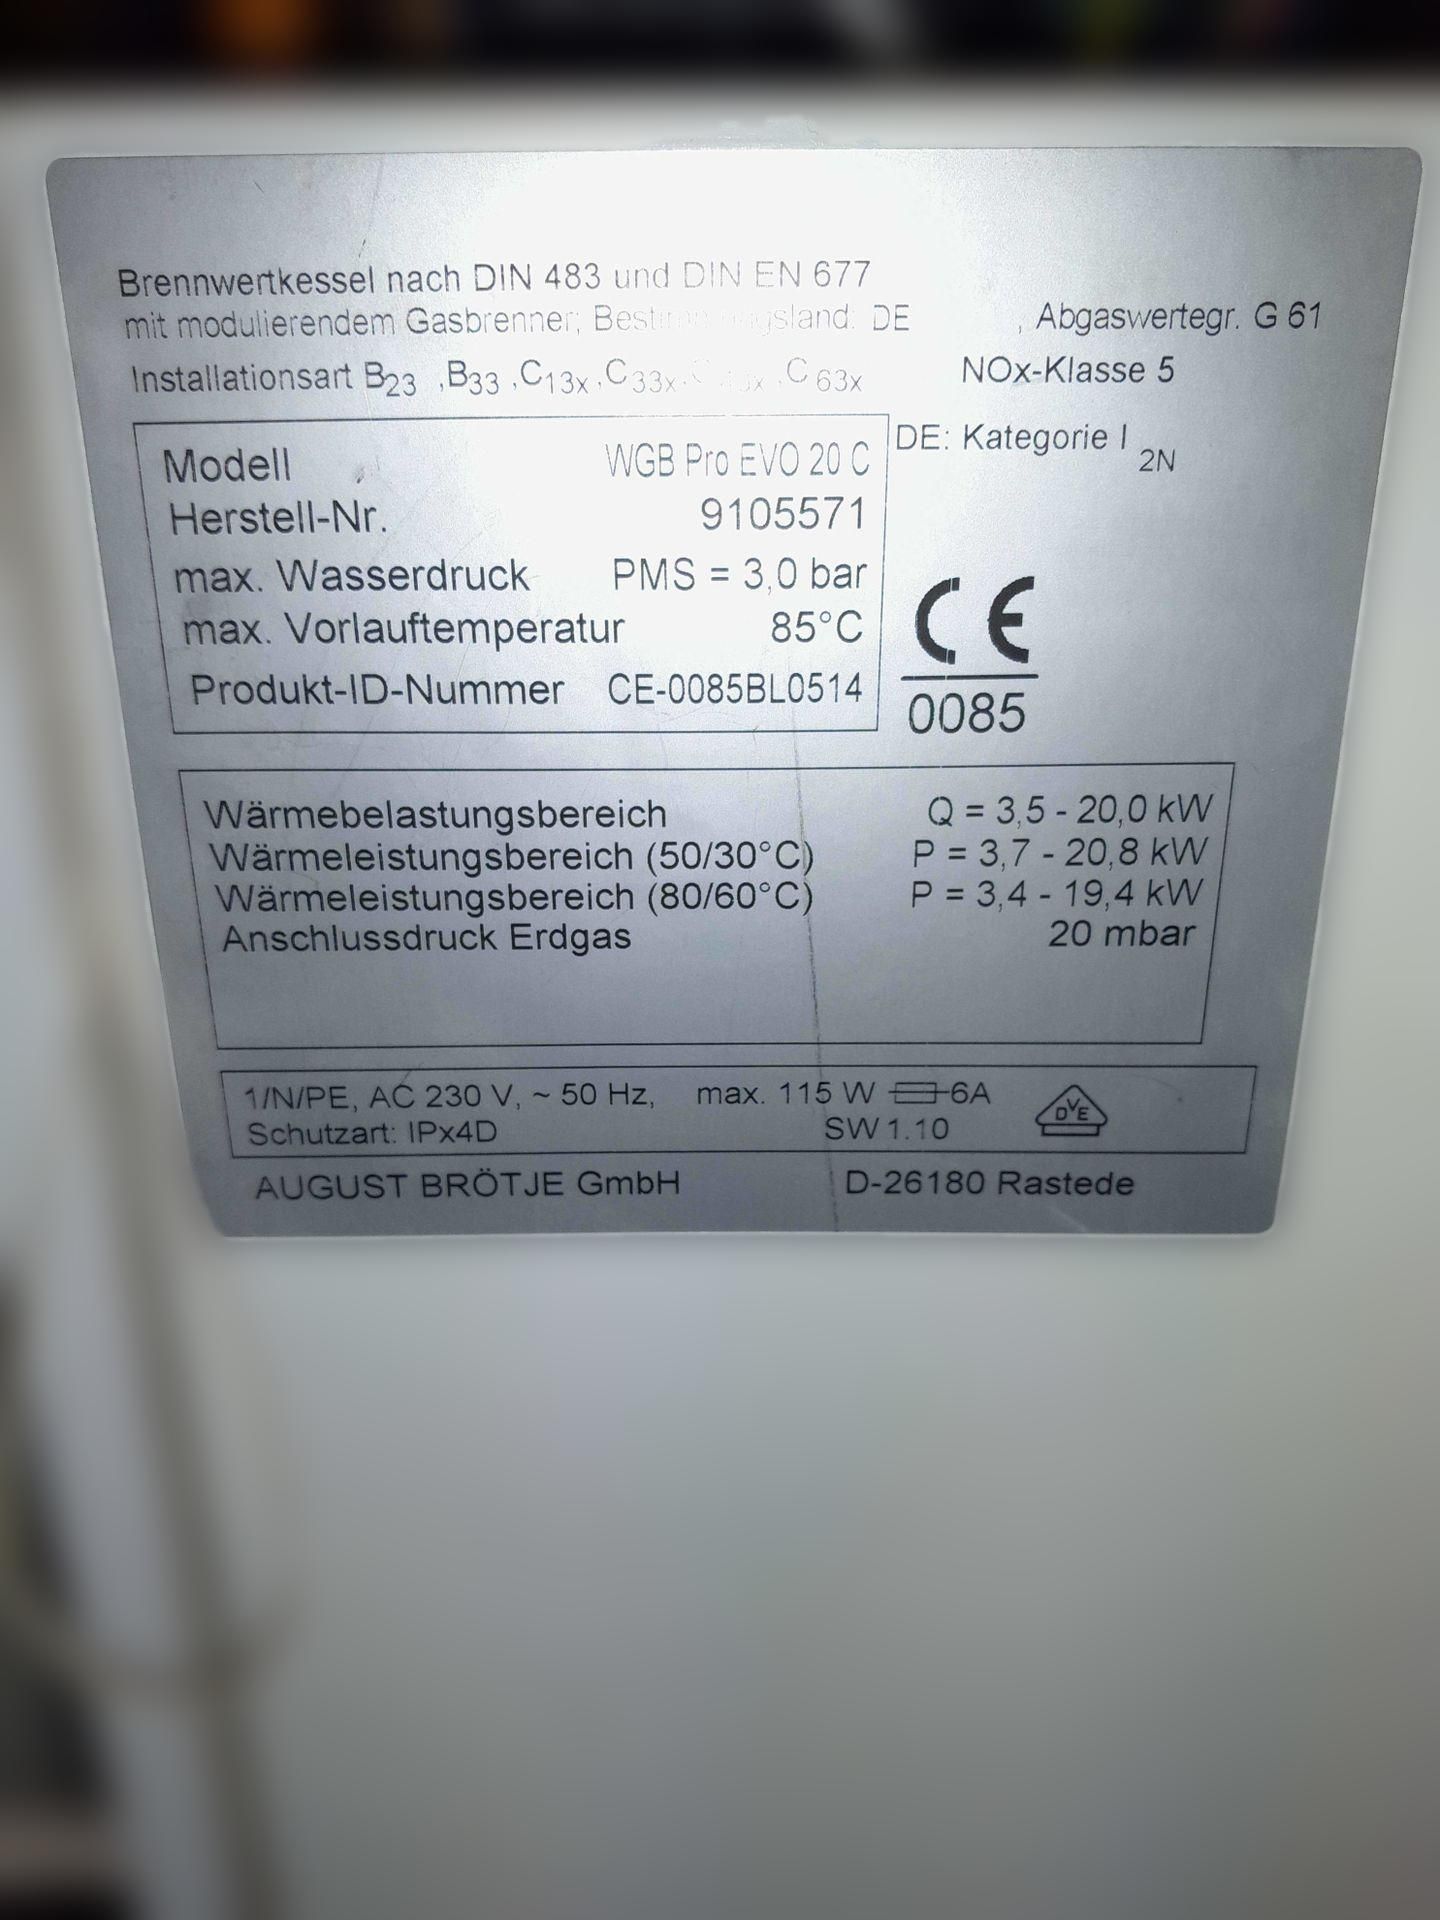 Brennwertkessel nach DIN 483 und DIN EN 677
mit modulierendem Gasbrenner; DE , Abgaswertegr. G 61
Installationsart B23 ,B33 ,C13x ,C33x, ,C63x NOx-Klasse 5
DE: Kategorie I 2N
Modell WGB Pro EVO 20 C
Herstell-Nr. 9105571
max. Wasserdruck PMS = 3,0 bar
max. Vorlauftemperatur 85°C
Produkt-ID-Nummer CE-0085BL0514
CE
0085
Wärmebelastungsbereich Q = 3,5 - 20,0 kW
Wärmeleistungsbereich (50/30°C) P = 3,7 - 20,8 kW
Wärmeleistungsbereich (80/60°C) P = 3,4 - 19,4 kW
Anschlussdruck Erdgas 20 mbar
1/N/PE, AC 230 V, ~ 50 Hz, max. 115 W 6A
Schutzart: IPx4D SW 1.10
DVE
AUGUST BRÖTJE GmbH D-26180 Rastede